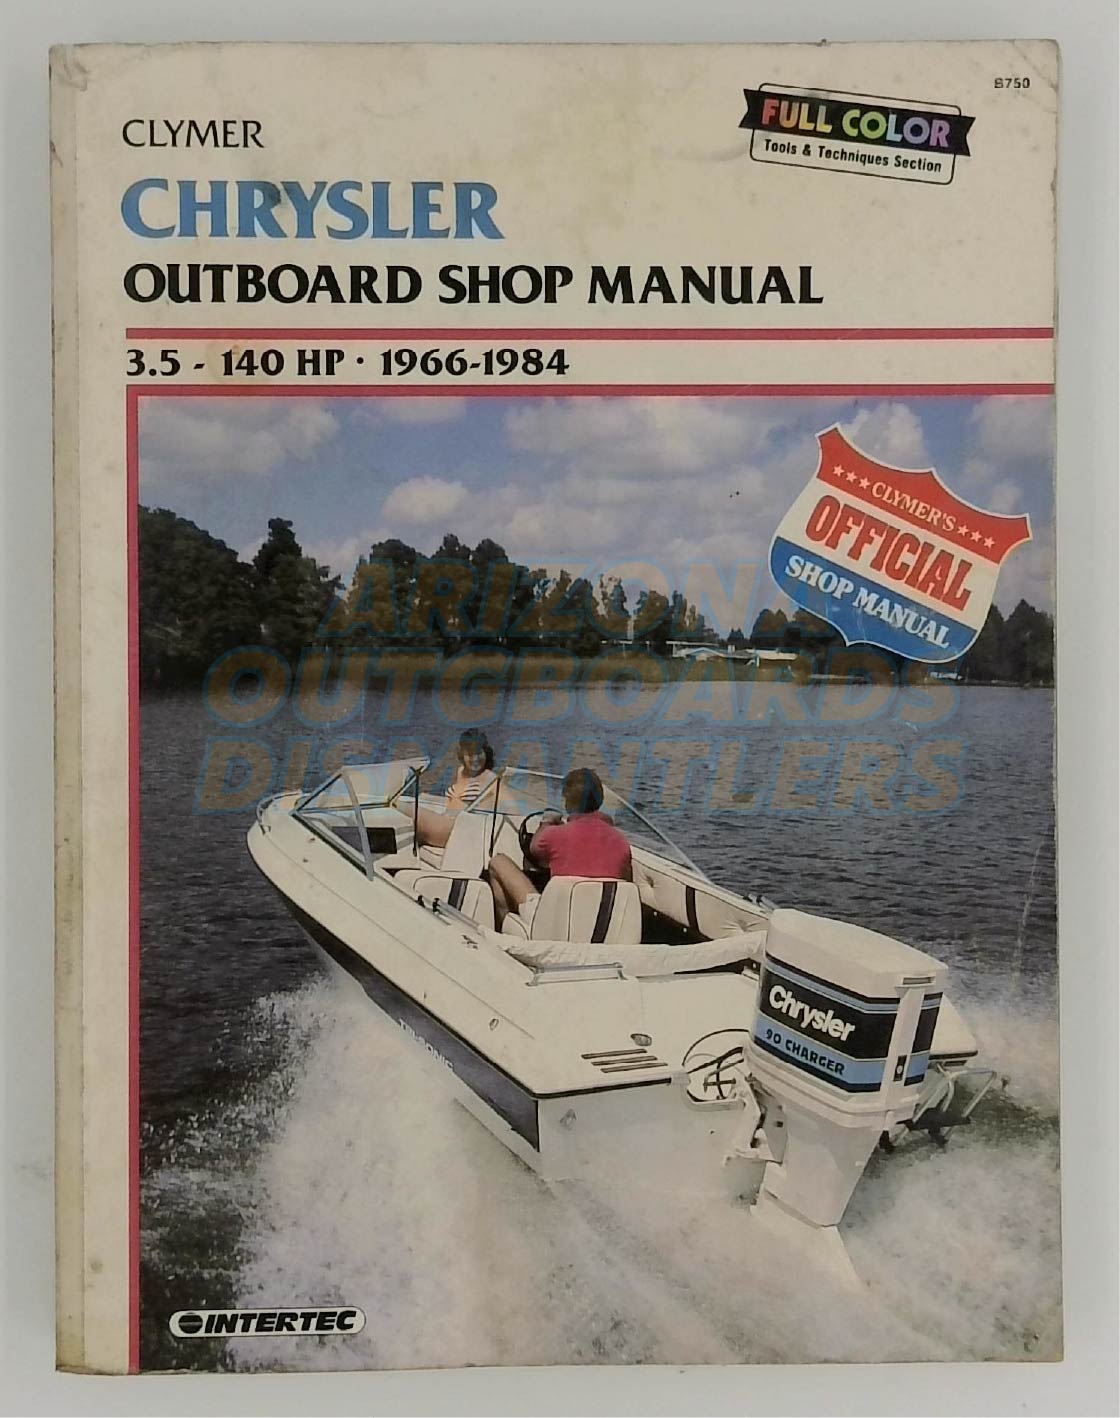 B750
FULL COLOR
Tools & Techniques Section
CLYMER
CHRYSLER
OUTBOARD SHOP MANUAL
3.5 - 140 HP · 1966-1984
★★★CLYMER'S★★★
OFFICIAL
SHOP MANUAL
ARIZONA
OUTGBOARDS
DISMANTLERS
Chrysler
90 CHARGER
INTERTEC